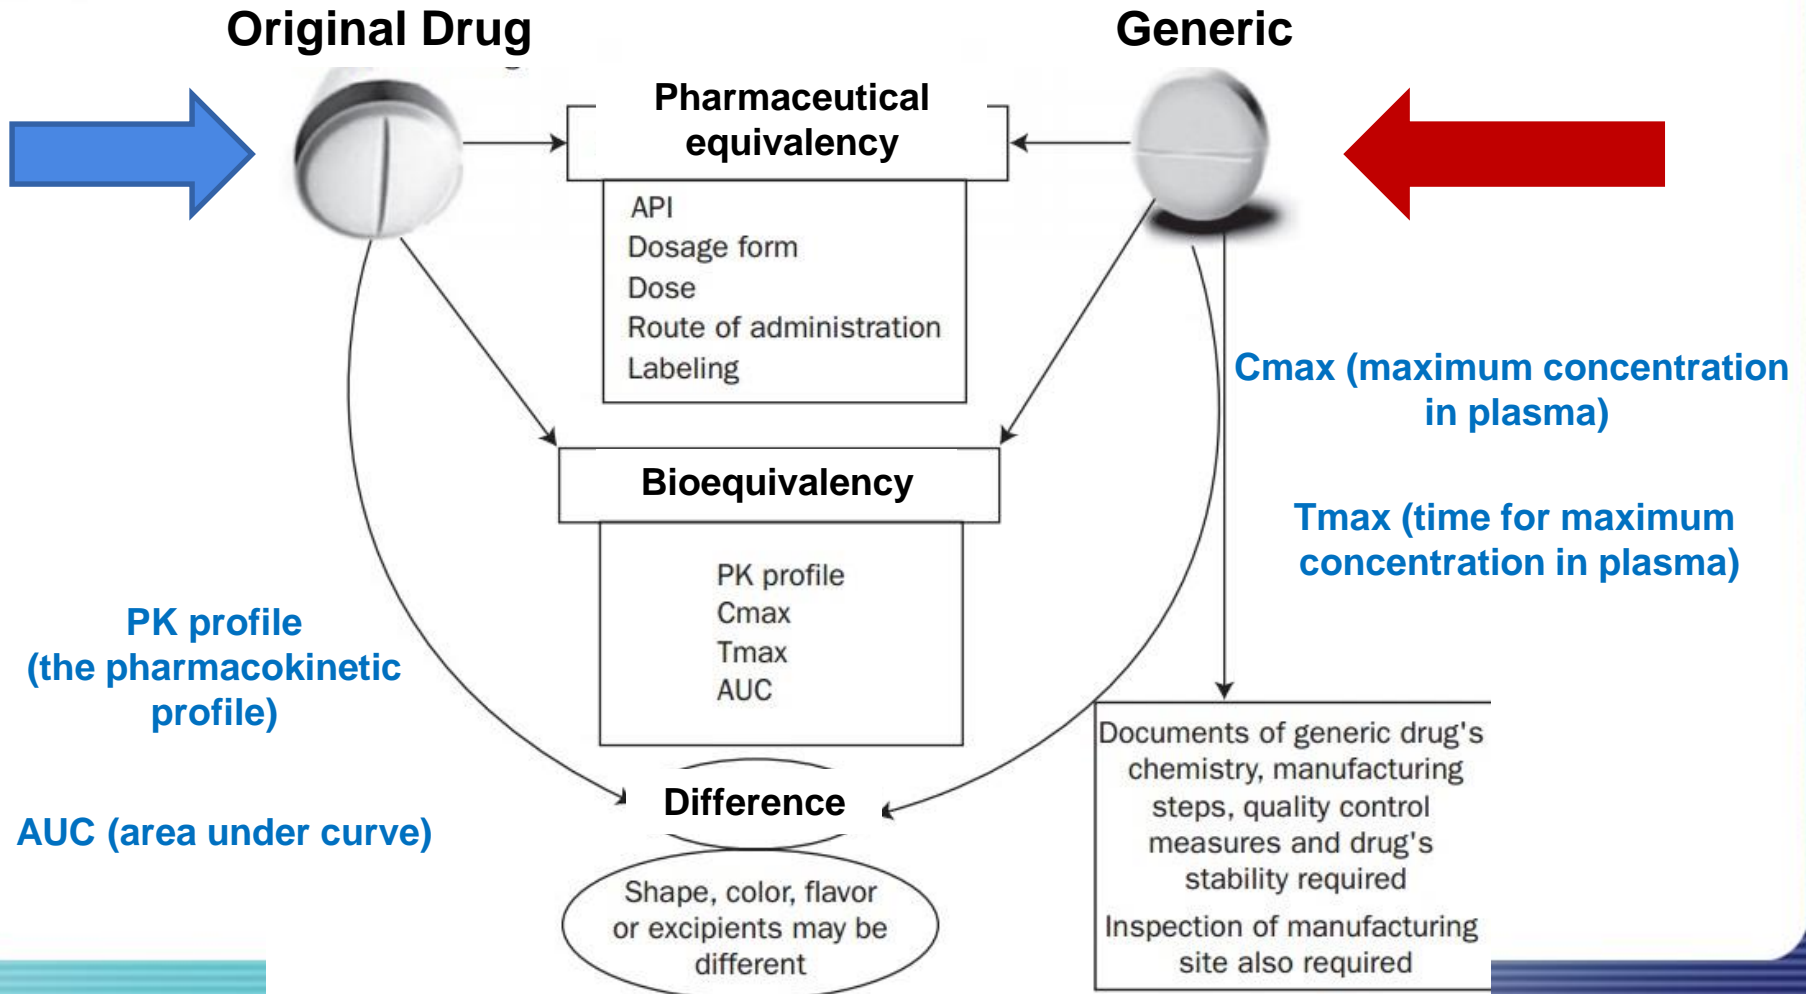 Original Drug
Generic
Pharmaceutical
equivalency
API
Dosage form
Dose
Route of administration
Labeling
Cmax (maximum concentration
in plasma)
Bioequivalency
Tmax (time for maximum
concentration in plasma)
PK profile
Cmax
Tmax
AUC
PK profile
(the pharmacokinetic
profile)
AUC (area under curve)
Difference
Shape, color, flavor
or excipients may be
different
Documents of generic drug's
chemistry, manufacturing
steps, quality control
measures and drug's
stability required
Inspection of manufacturing
site also required